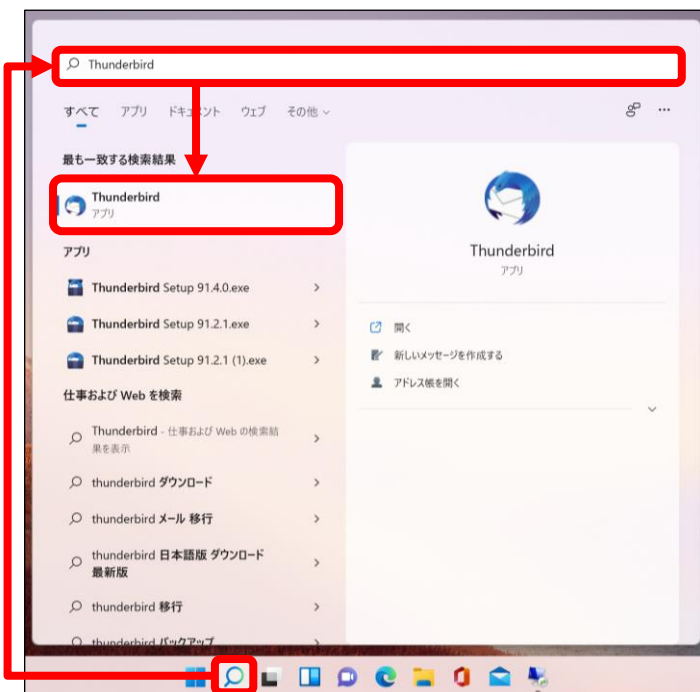 Thunderbird
すべて アプリ ドキュメント ウェブ その他
最も一致する検索結果
Thunderbird
アプリ
アプリ
Thunderbird Setup 91.4.0.exe
Thunderbird Setup 91.2.1.exe
Thunderbird Setup 91.2.1 (1).exe
仕事および Web を検索
Thunderbird - 仕事および Web の検索結
果を表示
thunderbird ダウンロード
thunderbird メール 移行
thunderbird 日本語版 ダウンロード
最新版
thunderbird 移行
thunderbird バックアップ
Thunderbird
アプリ
開く
新しいメッセージを作成する
アドレス帳を開く